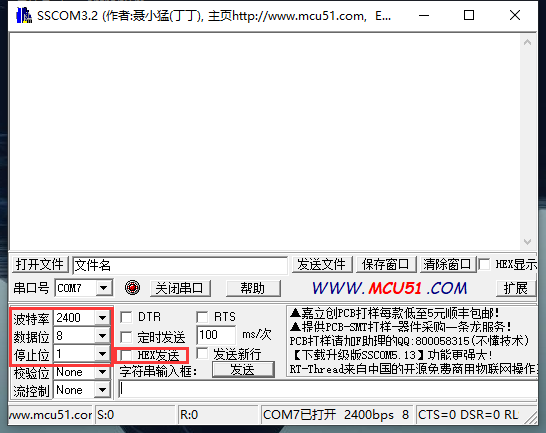 SSCOM3.2 (作者:聂小猛(丁丁), 主页http://www.mcu51.com, E...
打开文件 文件名 发送文件 保存窗口 清除窗口 HEX显示
串口号 COM7 关闭串口 帮助 WWW.MCU51.COM 扩展
波特率 2400 DTR RTS
数据位 8 定时发送 100 ms/次
停止位 1 HEX发送 发送新行
校验位 None 字符串输入框: 发送
流控制 None
▲嘉立创PCB打样每款低至5元顺丰包邮!
▲提供PCB-SMT打样-器件采购一条龙服务!
PCB打样请加F助理的QQ:800058315(不懂技术)
【下载升级版SSCOM5.13】功能更强大!
RT-Thread来自中国的开源免费商用物联网操作
www.mcu51.cor S:0 R:0 COM7已打开 2400bps 8 CTS=0 DSR=0 RL